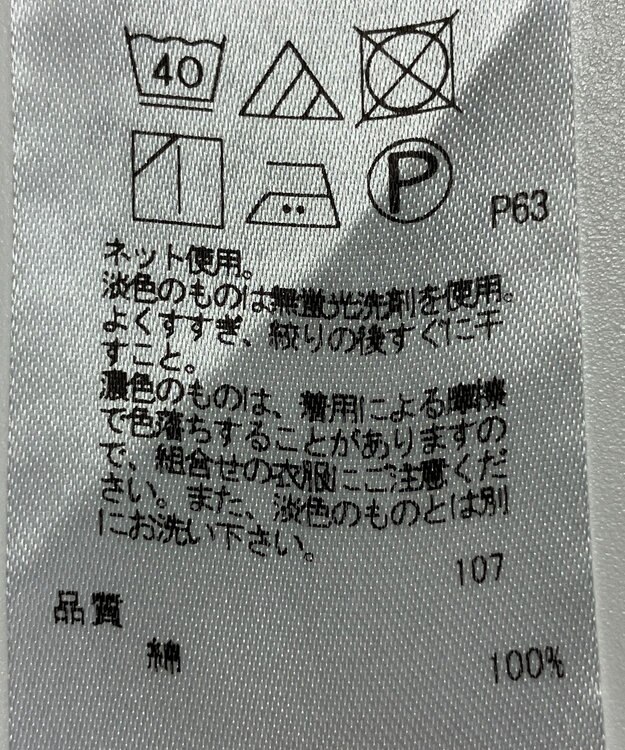 40
P
P63
ネット使用。
淡色のものは無蛍光洗剤を使用。
よくすすぎ、絞りの後すぐに干
すこと。
濃色のものは、着用による摩擦
で色落ちすることがありますの
で、組合せの衣服にご注意くだ
さい。また、淡色のものとは別
にお洗い下さい。
107
品質
綿 100%